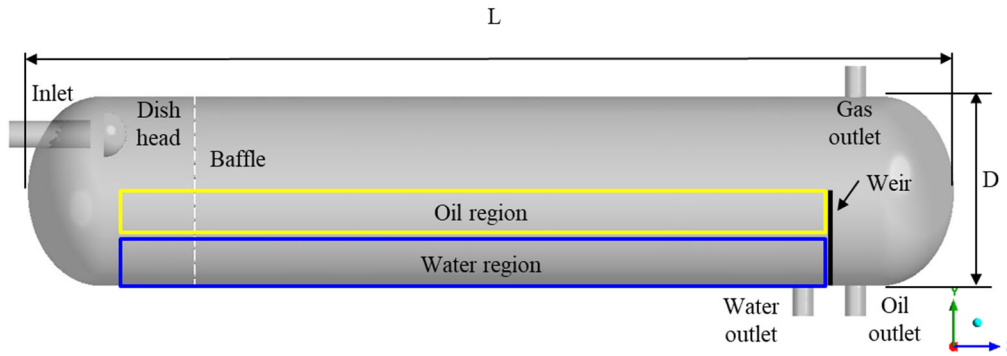 L
Inlet
Dish
head
Baffle
Gas
outlet
Weir
D
Oil region
Water region
Water
outlet
Oil
outlet
Y